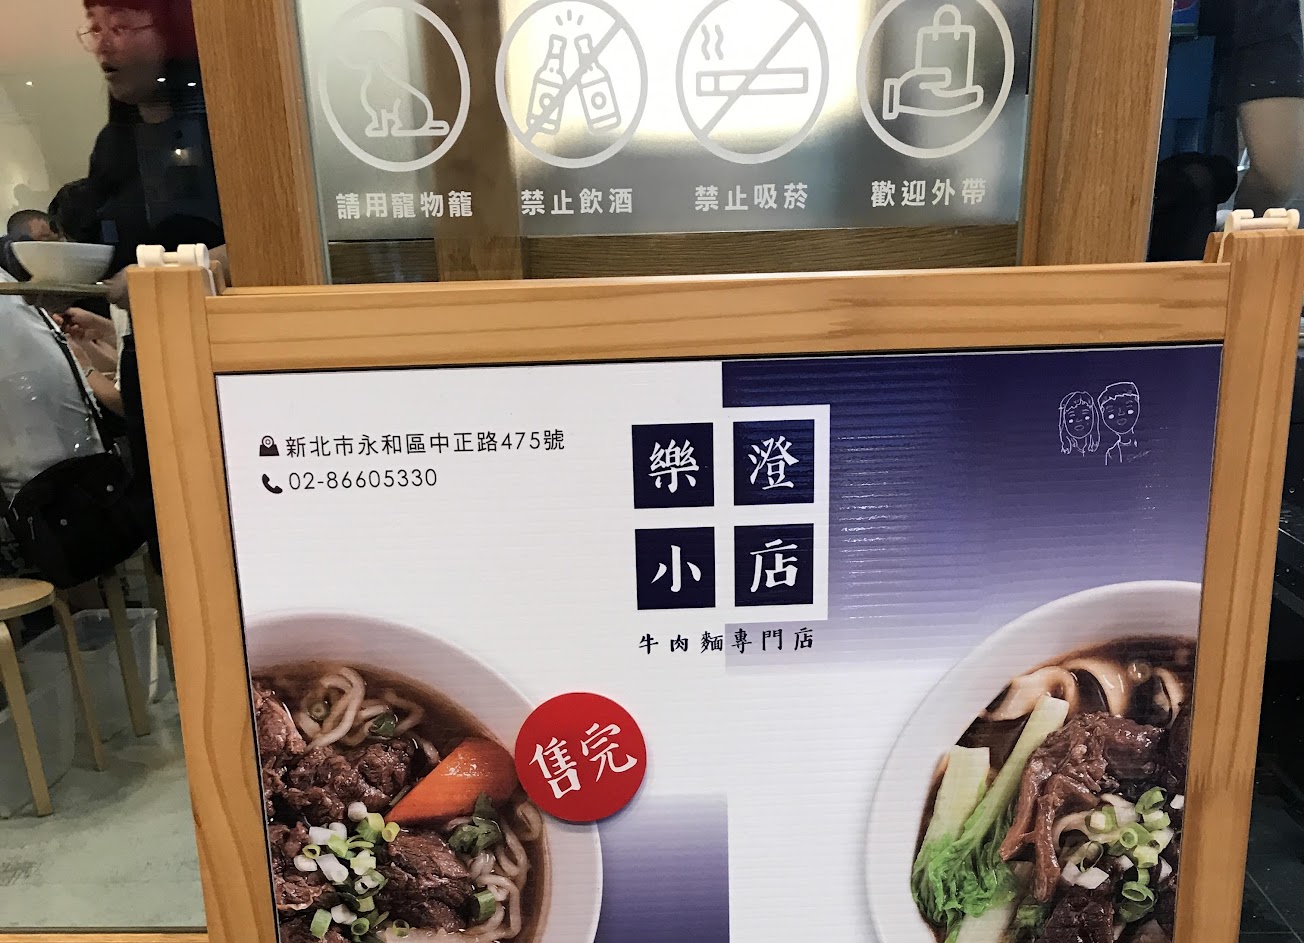 請用寵物籠 禁止飲酒 禁止吸菸 歡迎外帶
新北市永和區中正路475號
02-86605330
樂澄
小店
牛肉麵專門店
售完